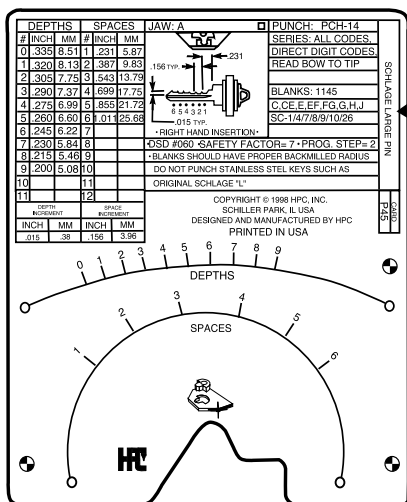 DEPTHS SPACES JAW: A PUNCH: PCH-14
# INCH MM # INCH MM
0 .335 8.51 1 .231 5.87
1 .320 8.13 2 .387 9.83
2 .305 7.75 3 .543 13.79
3 .290 7.37 4 .699 17.75
4 .275 6.99 5 .855 21.72
5 .260 6.60 6 1.011 25.68
6 .245 6.22 7
7 .230 5.84 8
8 .215 5.46 9
9 .200 5.08 10
10 11
11 12
DEPTH INCREMENT SPACE INCREMENT
INCH MM INCH MM
.015 .38 .156 3.96
.231
.156 TYP.
6 5 4 3 2 1
.015 TYP.
•RIGHT HAND INSERTION•
SERIES: ALL CODES,
DIRECT DIGIT CODES,
READ BOW TO TIP
BLANKS: 1145
C,CE,E,EF,FG,G,H,J
SC-1/4/7/8/9/10/26
•DSD #060 •SAFETY FACTOR= 7 •PROG. STEP= 2
•BLANKS SHOULD HAVE PROPER BACKMILLED RADIUS
DO NOT PUNCH STAINLESS STEL KEYS SUCH AS
ORIGINAL SCHLAGE "L"
SCHLAGE LARGE PIN
CARD
P45
COPYRIGHT © 1998 HPC, INC.
SCHILLER PARK, IL USA
DESIGNED AND MANUFACTURED BY HPC
PRINTED IN USA
0 1 2 3 4 5 6 7 8 9
DEPTHS
1 2 3 4 5 6
SPACES
HPC